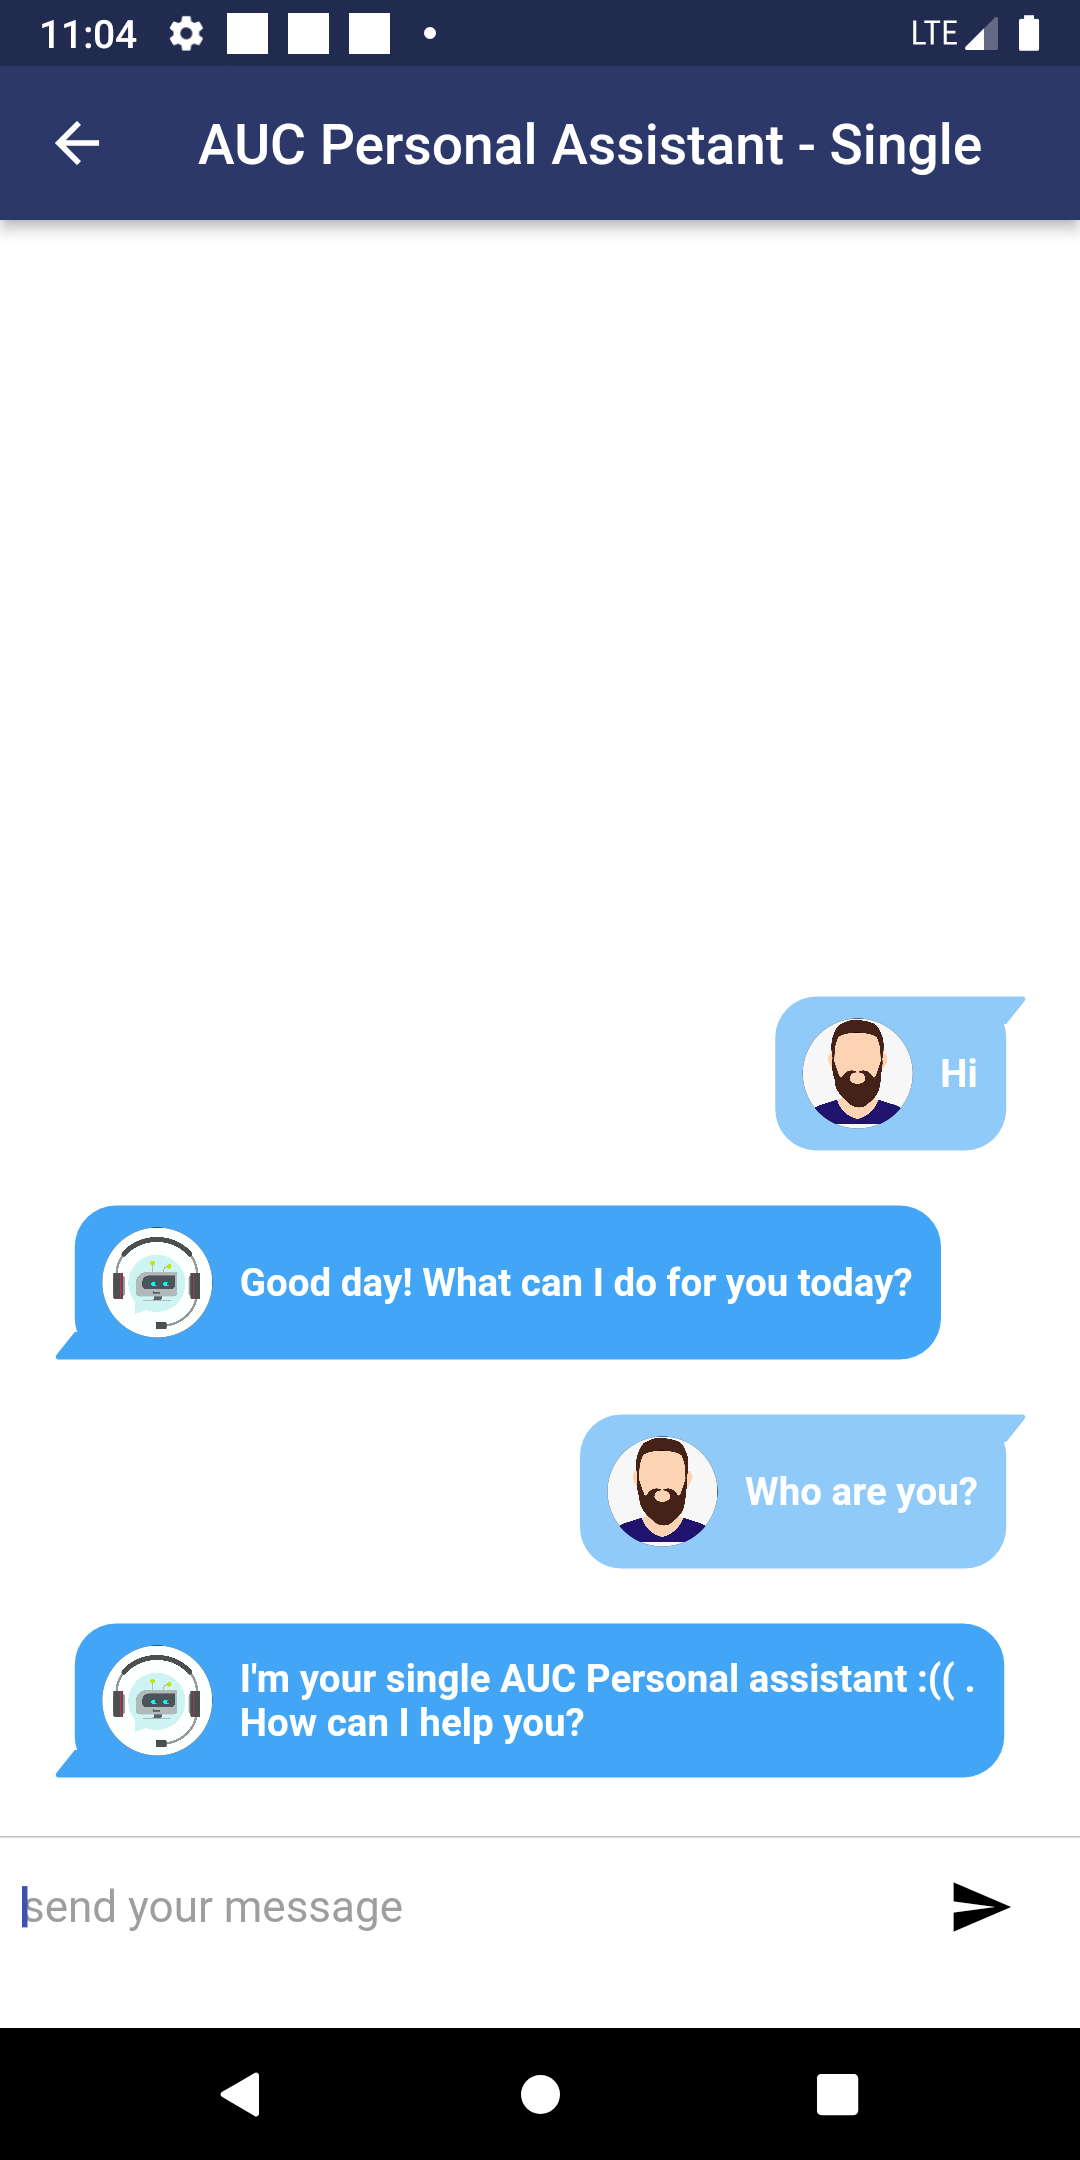 11:04
LTE
AUC Personal Assistant - Single
Hi
Good day! What can I do for you today?
Who are you?
I'm your single AUC Personal assistant :(( .
How can I help you?
send your message